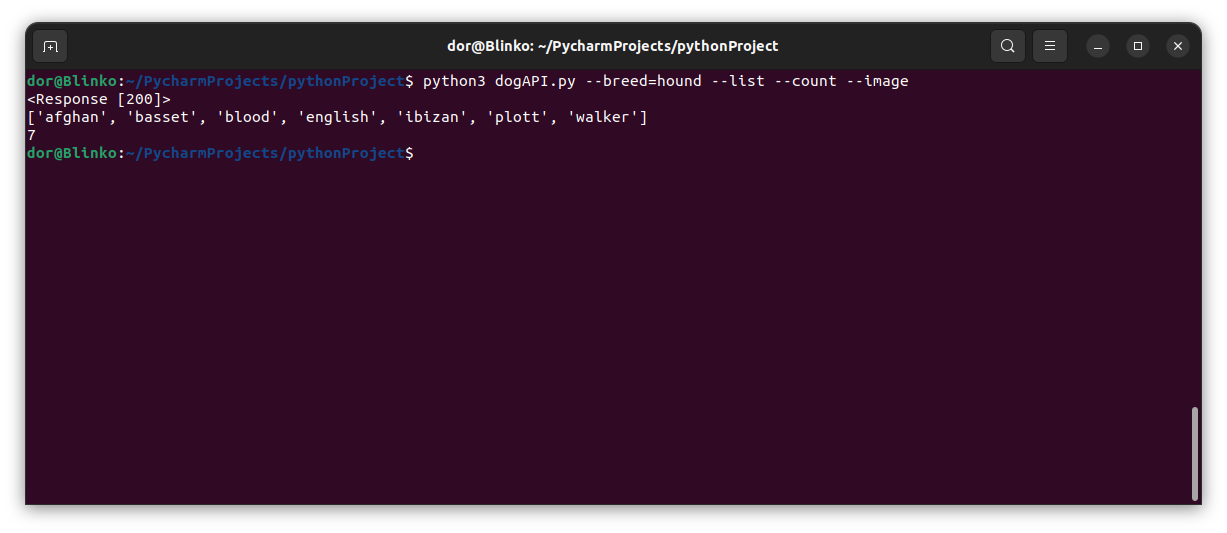 dor@Blinko: ~/PycharmProjects/pythonProject
dor@Blinko:~/PycharmProjects/pythonProject$ python3 dogAPI.py --breed=hound --list --count --image
<Response [200]>
['afghan', 'basset', 'blood', 'english', 'ibizan', 'plott', 'walker']
7
dor@Blinko:~/PycharmProjects/pythonProject$